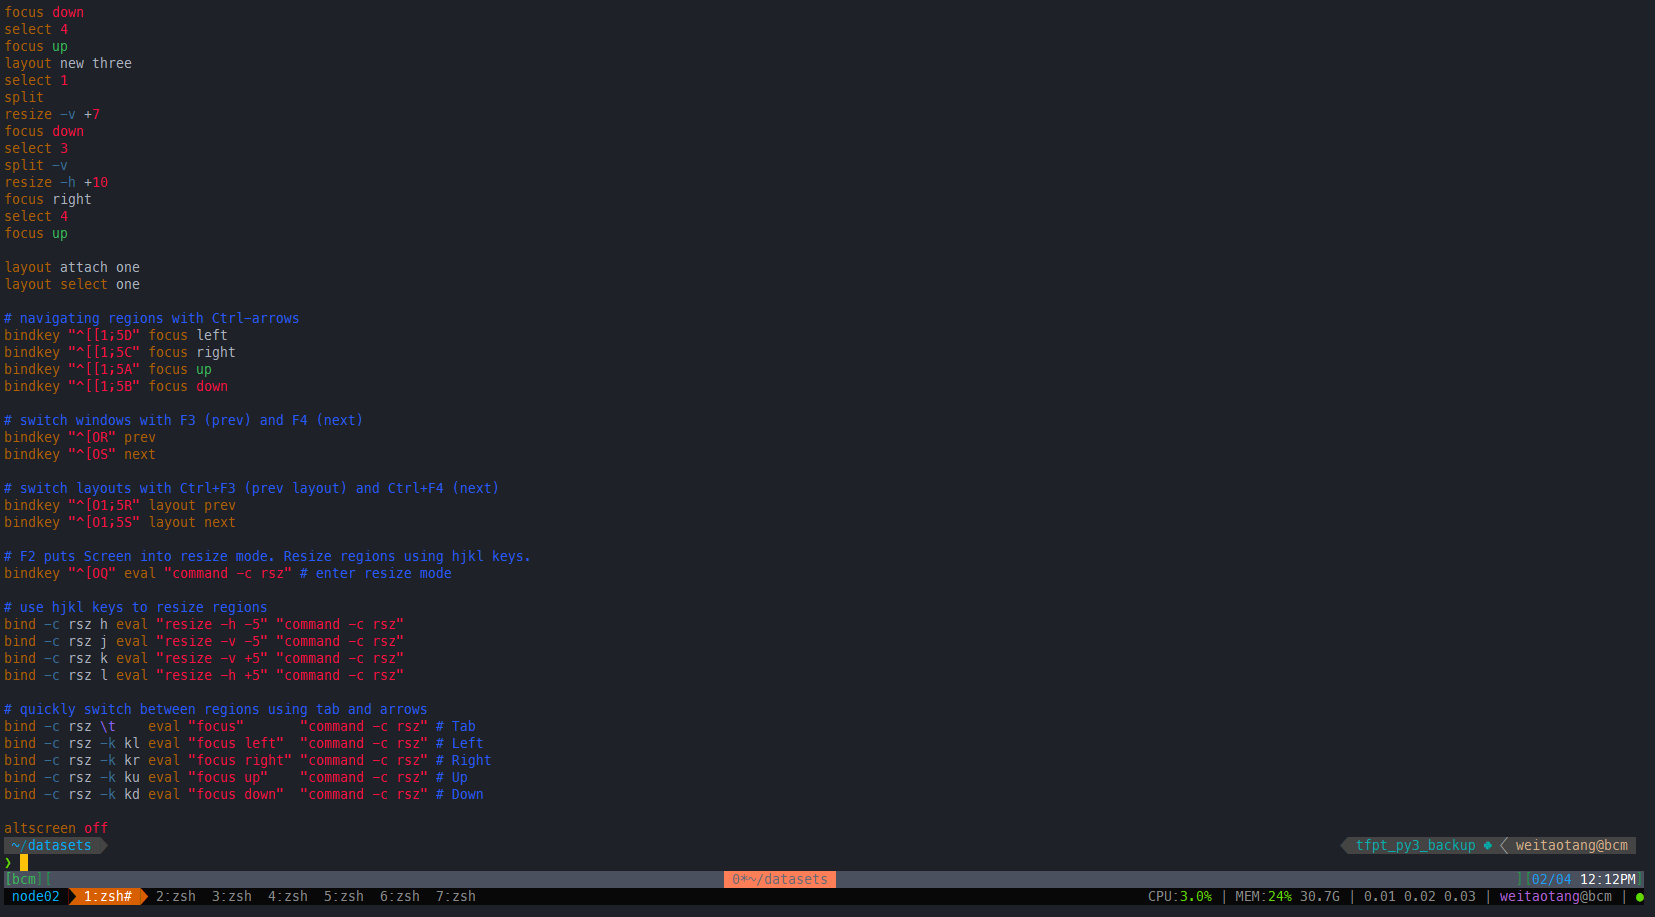 focus down
select 4
focus up
layout new three
select 1
split
resize -v +7
focus down
select 3
split -v
resize -h +10
focus right
select 4
focus up

layout attach one
layout select one

# navigating regions with Ctrl-arrows
bindkey "^[[1;5D" focus left
bindkey "^[[1;5C" focus right
bindkey "^[[1;5A" focus up
bindkey "^[[1;5B" focus down

# switch windows with F3 (prev) and F4 (next)
bindkey "^[OR" prev
bindkey "^[OS" next

# switch layouts with Ctrl+F3 (prev layout) and Ctrl+F4 (next)
bindkey "^[O1;5R" layout prev
bindkey "^[O1;5S" layout next

# F2 puts Screen into resize mode. Resize regions using hjkl keys.
bindkey "^[OQ" eval "command -c rsz" # enter resize mode

# use hjkl keys to resize regions
bind -c rsz h eval "resize -h -5" "command -c rsz"
bind -c rsz j eval "resize -v -5" "command -c rsz"
bind -c rsz k eval "resize -v +5" "command -c rsz"
bind -c rsz l eval "resize -h +5" "command -c rsz"

# quickly switch between regions using tab and arrows
bind -c rsz \t    eval "focus"       "command -c rsz" # Tab
bind -c rsz -k kl eval "focus left"  "command -c rsz" # Left
bind -c rsz -k kr eval "focus right" "command -c rsz" # Right
bind -c rsz -k ku eval "focus up"    "command -c rsz" # Up
bind -c rsz -k kd eval "focus down"  "command -c rsz" # Down

altscreen off
~/datasets tfpt_py3_backup weitaotang@bcm
❯
[bcm][ 0*~/datasets ][02/04 12:12PM]
node02 1:zsh# 2:zsh 3:zsh 4:zsh 5:zsh 6:zsh 7:zsh CPU:3.0% | MEM:24% 30.7G | 0.01 0.02 0.03 | weitaotang@bcm | ●